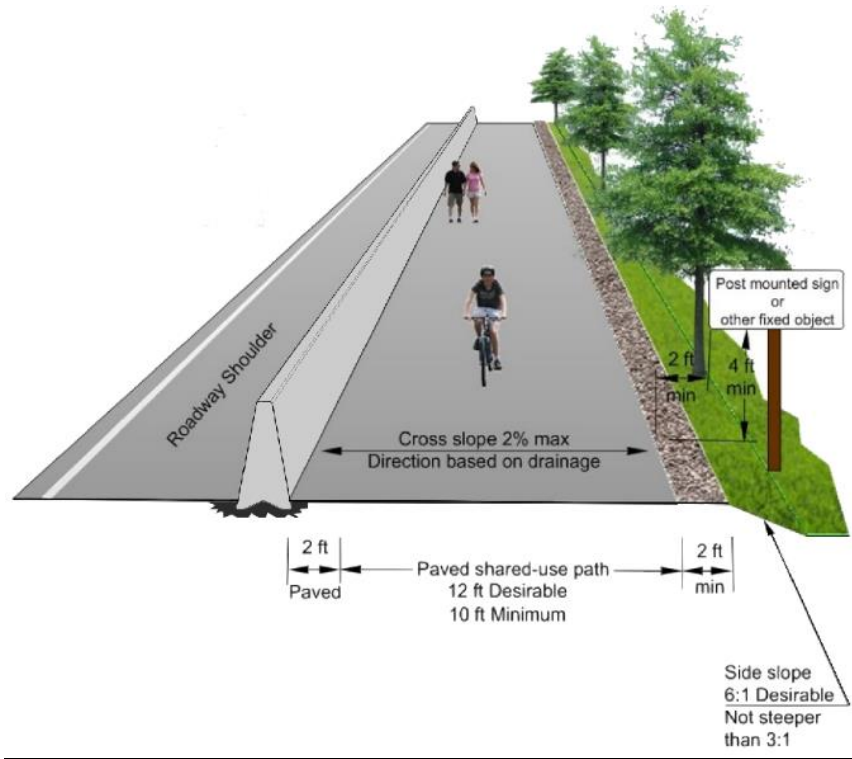 Post mounted sign
or
other fixed object
2 ft
min
4 ft
min
Roadway Shoulder
Cross slope 2% max
Direction based on drainage
2 ft
Paved
Paved shared-use path
12 ft Desirable
10 ft Minimum
2 ft
min
Side slope
6:1 Desirable
Not steeper
than 3:1